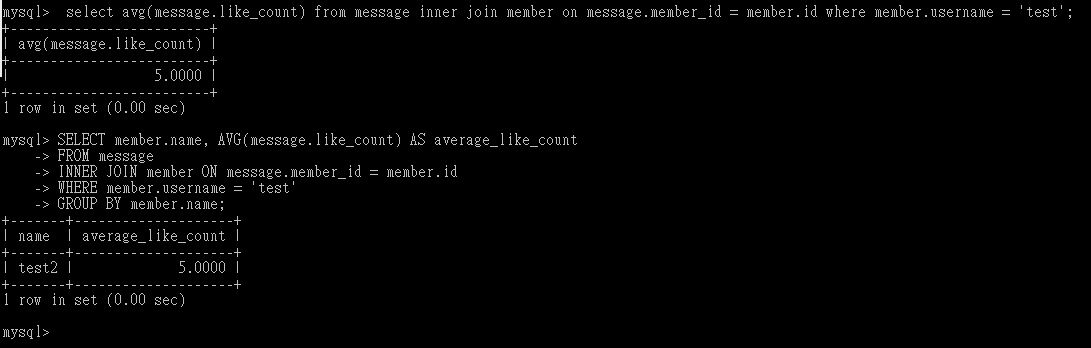 mysql>  select avg(message.like_count) from message inner join member on message.member_id = member.id where member.username = 'test';
+-------------------------+
| avg(message.like_count) |
+-------------------------+
|                  5.0000 |
+-------------------------+
1 row in set (0.00 sec)
mysql> SELECT member.name, AVG(message.like_count) AS average_like_count
    -> FROM message
    -> INNER JOIN member ON message.member_id = member.id
    -> WHERE member.username = 'test'
    -> GROUP BY member.name;
+-------+--------------------+
| name  | average_like_count |
+-------+--------------------+
| test2 |             5.0000 |
+-------+--------------------+
1 row in set (0.00 sec)
mysql>